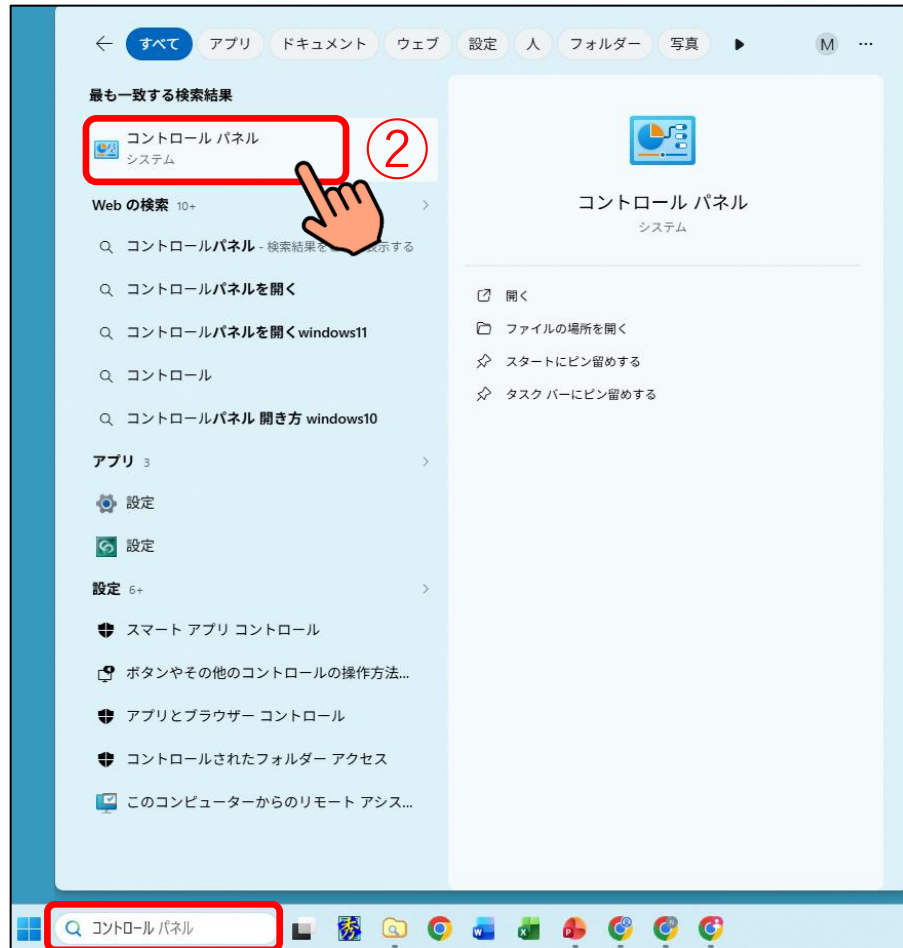 すべて アプリ ドキュメント ウェブ 設定 人 フォルダー 写真 M ...
最も一致する検索結果
コントロール パネル
システム
②
Web の検索 10+
コントロールパネル - 検索結果を 表示する
コントロールパネルを開く
コントロールパネルを開くwindows11
コントロール
コントロールパネル 開き方 windows10
アプリ 3
設定
設定
設定 6+
スマート アプリ コントロール
ボタンやその他のコントロールの操作方法...
アプリとブラウザー コントロール
コントロールされたフォルダー アクセス
このコンピューターからのリモート アシス...
コントロール パネル
システム
開く
ファイルの場所を開く
スタートにピン留めする
タスク バーにピン留めする
コントロール パネル
秀